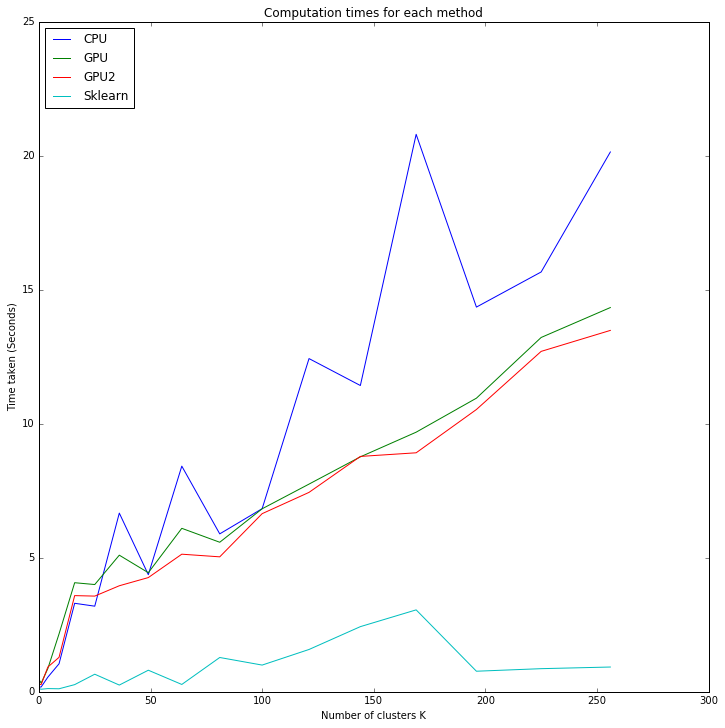 Computation times for each method
CPU
GPU
GPU2
Sklearn
25
20
15
10
5
0
Time taken (Seconds)
0 50 100 150 200 250 300
Number of clusters K